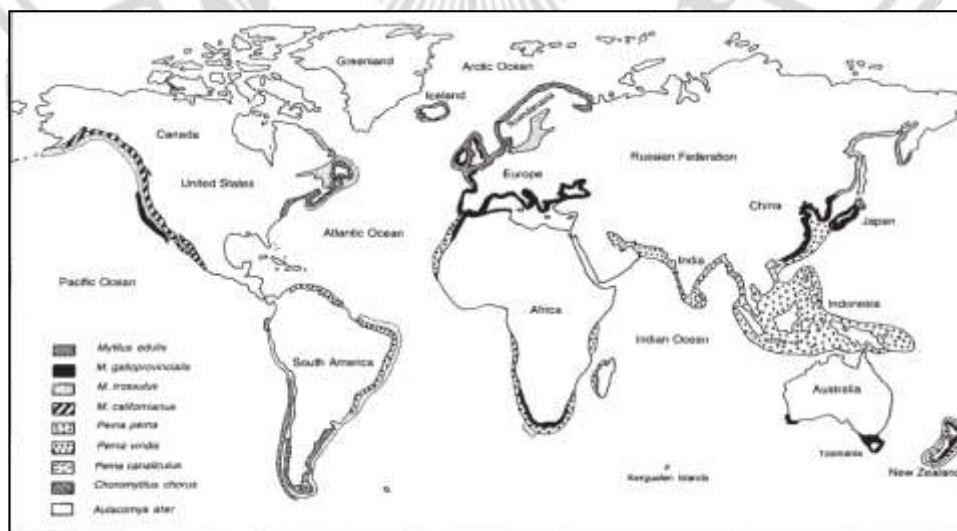 Greenland
Arctic Ocean
Iceland
Canada
Russian Federation
Europe
United States
China
Japan
Atlantic Ocean
India
Pacific Ocean
Africa
Indonesia
Indian Ocean
South America
Australia
Tasmania
Kerguelen Islands
New Zealand
Mytilus edulis
M. galloprovincialis
M. trossulus
M. californianus
Perna perna
Perna viridis
Perna canaliculus
Choromytilus chorus
Aulacomya ater